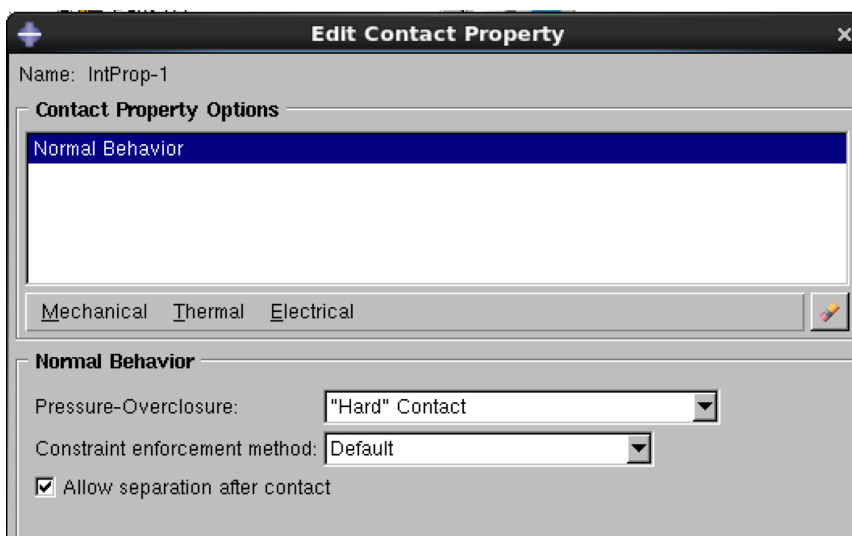 Edit Contact Property
Name: IntProp-1
Contact Property Options
Normal Behavior
Mechanical Thermal Electrical
Normal Behavior
Pressure-Overclosure: "Hard" Contact
Constraint enforcement method: Default
Allow separation after contact